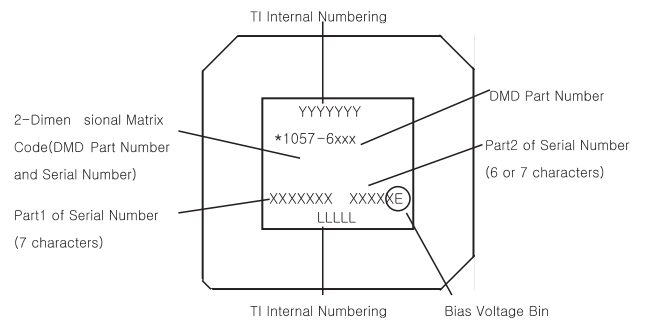 TI Internal Numbering
YYYYYYY
DMD Part Number
*1057-6xxx
2-Dimen sional Matrix
Code(DMD Part Number
and Serial Number)
Part2 of Serial Number
(6 or 7 characters)
XXXXXXX XXXXXE
LLLLL
Part1 of Serial Number
(7 characters)
TI Internal Numbering
Bias Voltage Bin